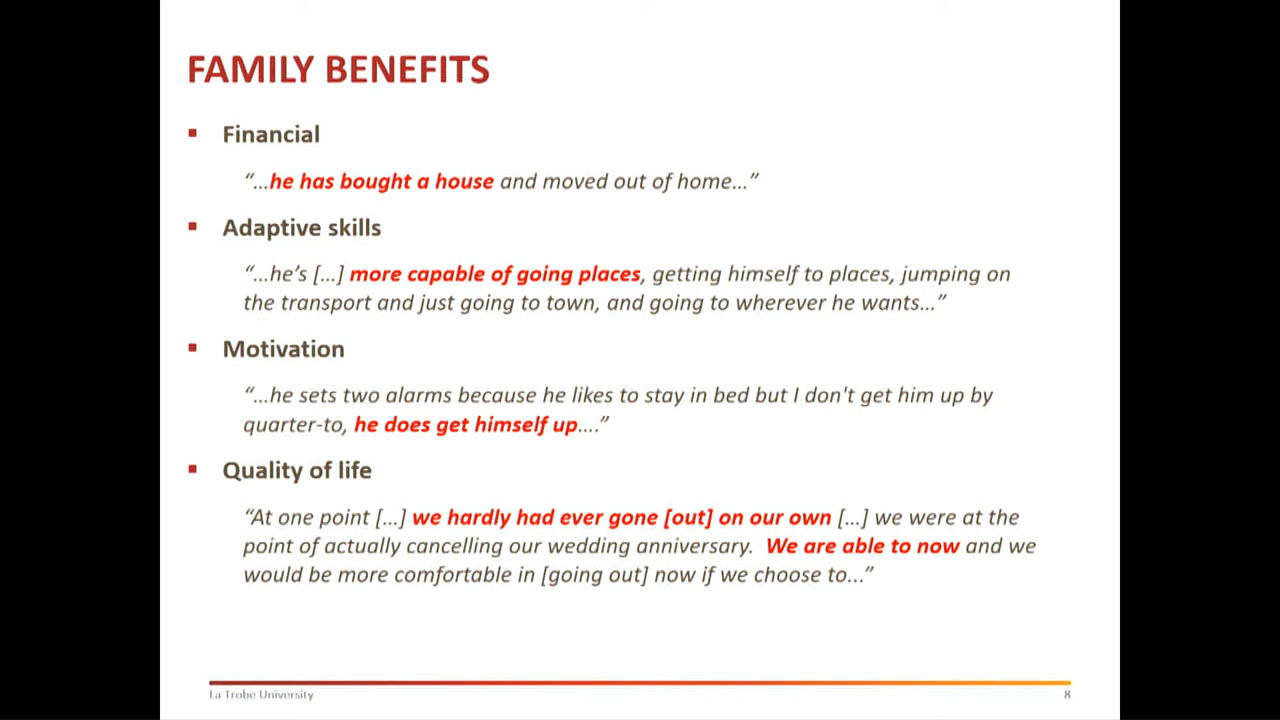 FAMILY BENEFITS
▪ Financial
“...he has bought a house and moved out of home...”
▪ Adaptive skills
“...he’s [...] more capable of going places, getting himself to places, jumping on
the transport and just going to town, and going to wherever he wants...”
▪ Motivation
“...he sets two alarms because he likes to stay in bed but I don't get him up by
quarter-to, he does get himself up....”
▪ Quality of life
“At one point [...] we hardly had ever gone [out] on our own [...] we were at the
point of actually cancelling our wedding anniversary. We are able to now and we
would be more comfortable in [going out] now if we choose to...”
La Trobe University
8